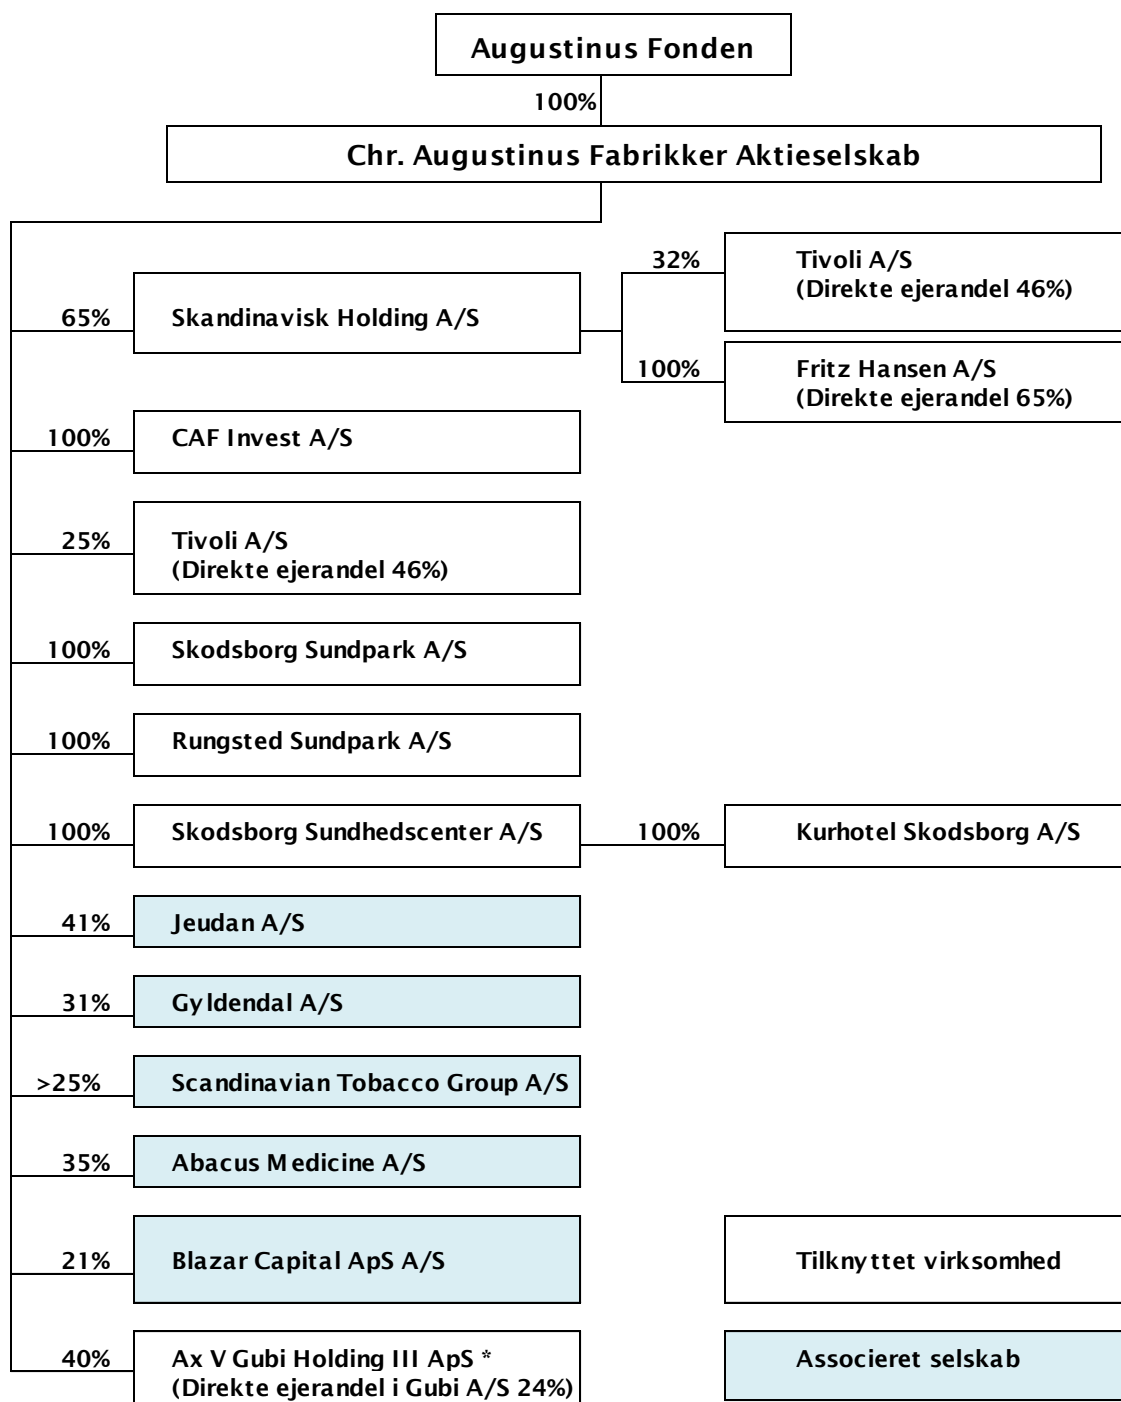 Augustinus Fonden
100%
Chr. Augustinus Fabrikker Aktieselskab
65%
Skandinavisk Holding A/S
32%
Tivoli A/S
(Direkte ejerandel 46%)
100%
Fritz Hansen A/S
(Direkte ejerandel 65%)
100%
CAF Invest A/S
25%
Tivoli A/S
(Direkte ejerandel 46%)
100%
Skodsborg Sundpark A/S
100%
Rungsted Sundpark A/S
100%
Skodsborg Sundhedscenter A/S
100%
Kurhotel Skodsborg A/S
41%
Jeudan A/S
31%
Gyldendal A/S
>25%
Scandinavian Tobacco Group A/S
35%
Abacus Medicine A/S
21%
Blazar Capital ApS A/S
Tilknyttet virksomhed
40%
Ax V Gubi Holding III ApS *
(Direkte ejerandel i Gubi A/S 24%)
Associeret selskab